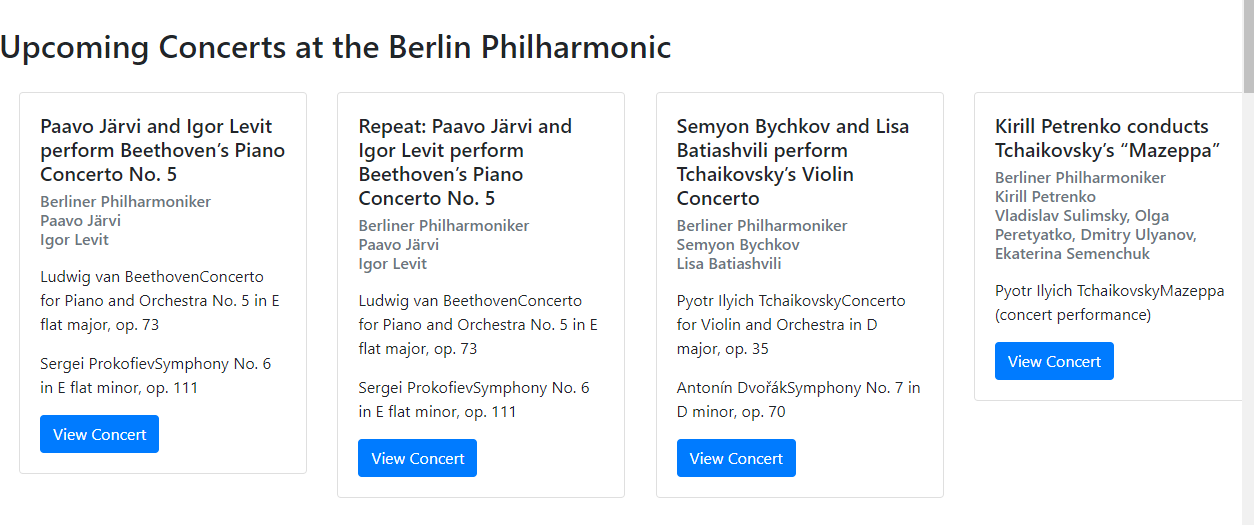 Upcoming Concerts at the Berlin Philharmonic
Paavo Järvi and Igor Levit
perform Beethoven’s Piano
Concerto No. 5
Berliner Philharmoniker
Paavo Järvi
Igor Levit
Ludwig van BeethovenConcerto
for Piano and Orchestra No. 5 in E
flat major, op. 73
Sergei ProkofievSymphony No. 6
in E flat minor, op. 111
View Concert
Repeat: Paavo Järvi and
Igor Levit perform
Beethoven’s Piano
Concerto No. 5
Berliner Philharmoniker
Paavo Järvi
Igor Levit
Ludwig van BeethovenConcerto
for Piano and Orchestra No. 5 in E
flat major, op. 73
Sergei ProkofievSymphony No. 6
in E flat minor, op. 111
View Concert
Semyon Bychkov and Lisa
Batiashvili perform
Tchaikovsky’s Violin
Concerto
Berliner Philharmoniker
Semyon Bychkov
Lisa Batiashvili
Pyotr Ilyich TchaikovskyConcerto
for Violin and Orchestra in D
major, op. 35
Antonín DvořákSymphony No. 7 in
D minor, op. 70
View Concert
Kirill Petrenko conducts
Tchaikovsky’s “Mazeppa”
Berliner Philharmoniker
Kirill Petrenko
Vladislav Sulimsky, Olga
Peretyatko, Dmitry Ulyanov,
Ekaterina Semenchuk
Pyotr Ilyich TchaikovskyMazeppa
(concert performance)
View Concert